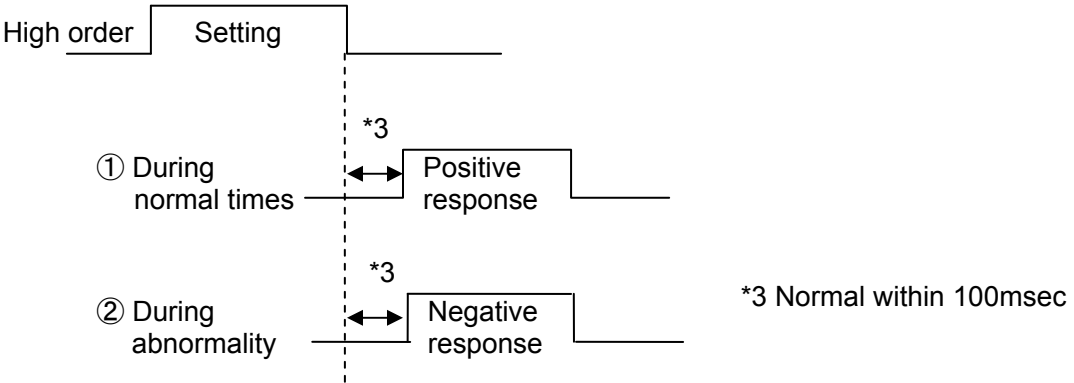 High order
Setting
*3
① During
normal times
Positive
response
*3
② During
abnormality
Negative
response
*3 Normal within 100msec